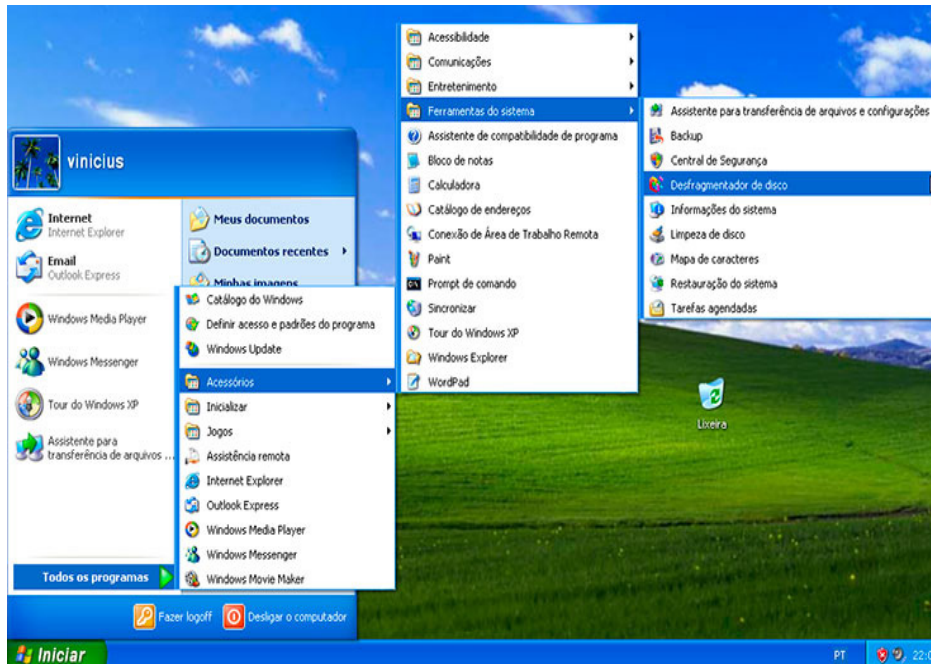 vinicius
Internet
Internet Explorer
Email
Outlook Express
Windows Media Player
Windows Messenger
Tour do Windows XP
Assistente para
transferência de arquivos ...
Todos os programas
Meus documentos
Documentos recentes
Minhas imagens
Catálogo do Windows
Definir acesso e padrões do programa
Windows Update
Acessórios
Inicializar
Jogos
Assistência remota
Internet Explorer
Outlook Express
Windows Media Player
Windows Messenger
Windows Movie Maker
Acessibilidade
Comunicações
Entretenimento
Ferramentas do sistema
Assistente de compatibilidade de programa
Bloco de notas
Calculadora
Catálogo de endereços
Conexão de Área de Trabalho Remota
Paint
Prompt de comando
Sincronizar
Tour do Windows XP
Windows Explorer
WordPad
Assistente para transferência de arquivos e configurações
Backup
Central de Segurança
Desfragmentador de disco
Informações do sistema
Limpeza de disco
Mapa de caracteres
Restauração do sistema
Tarefas agendadas
Lixeira
Fazer logoff
Desligar o computador
Iniciar
PT